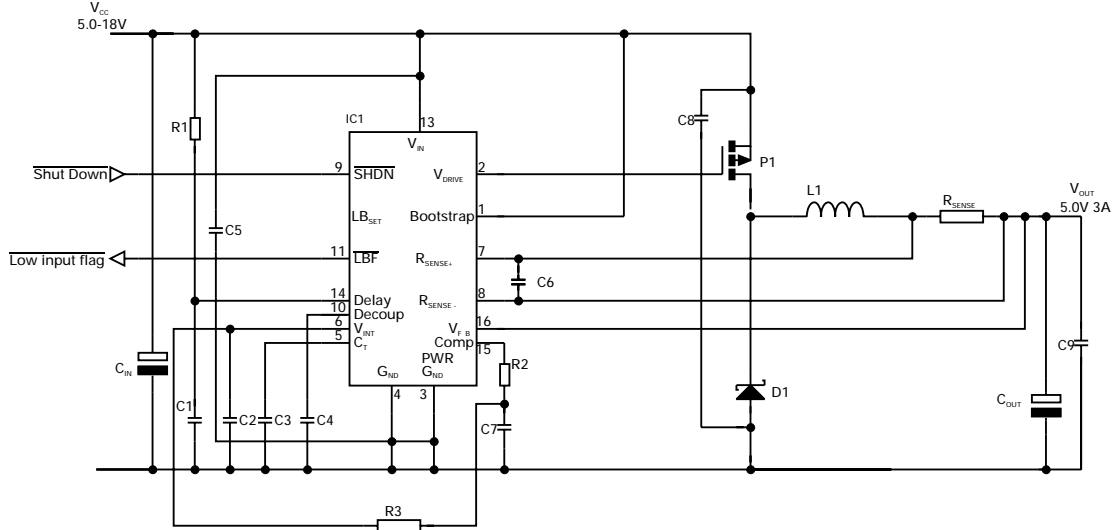 VCC
5.0-18V
IC1
13
VIN
C8
R1
P1
9
SHDN
VDRIVE
2
Shut Down
L1
RSENSE
VOUT
5.0V 3A
LBSET
Bootstrap
1
C5
11
LBF
RSENSE+
7
Low input flag
C6
14
Delay
RSENSE -
8
10
Decoup
6
VINT
VF B
16
5
CT
Comp
15
C9
PWR
GND
GND
R2
CIN
4
3
D1
COUT
C1
C2
C3
C4
C7
R3